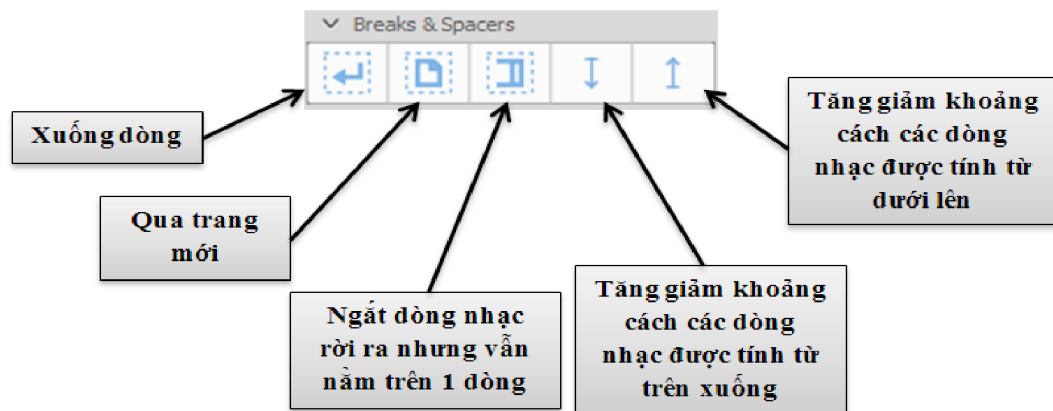 Breaks & Spacers
Xuống dòng
Qua trang
mới
Ngắt dòng nhạc
rời ra nhưng vẫn
nằm trên 1 dòng
Tăng giảm khoảng
cách các dòng
nhạc được tính từ
trên xuống
Tăng giảm khoảng
cách các dòng
nhạc được tính từ
dưới lên